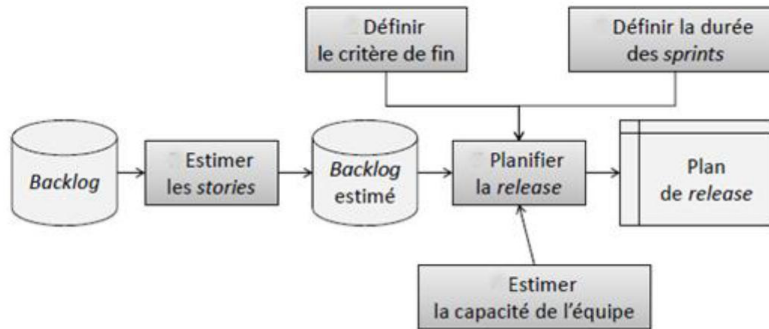 Définir
le critère de fin
Définir la durée
des sprints
Backlog
Estimer
les stories
Backlog
estimé
Planifier
la release
Plan
de release
Estimer
la capacité de l'équipe